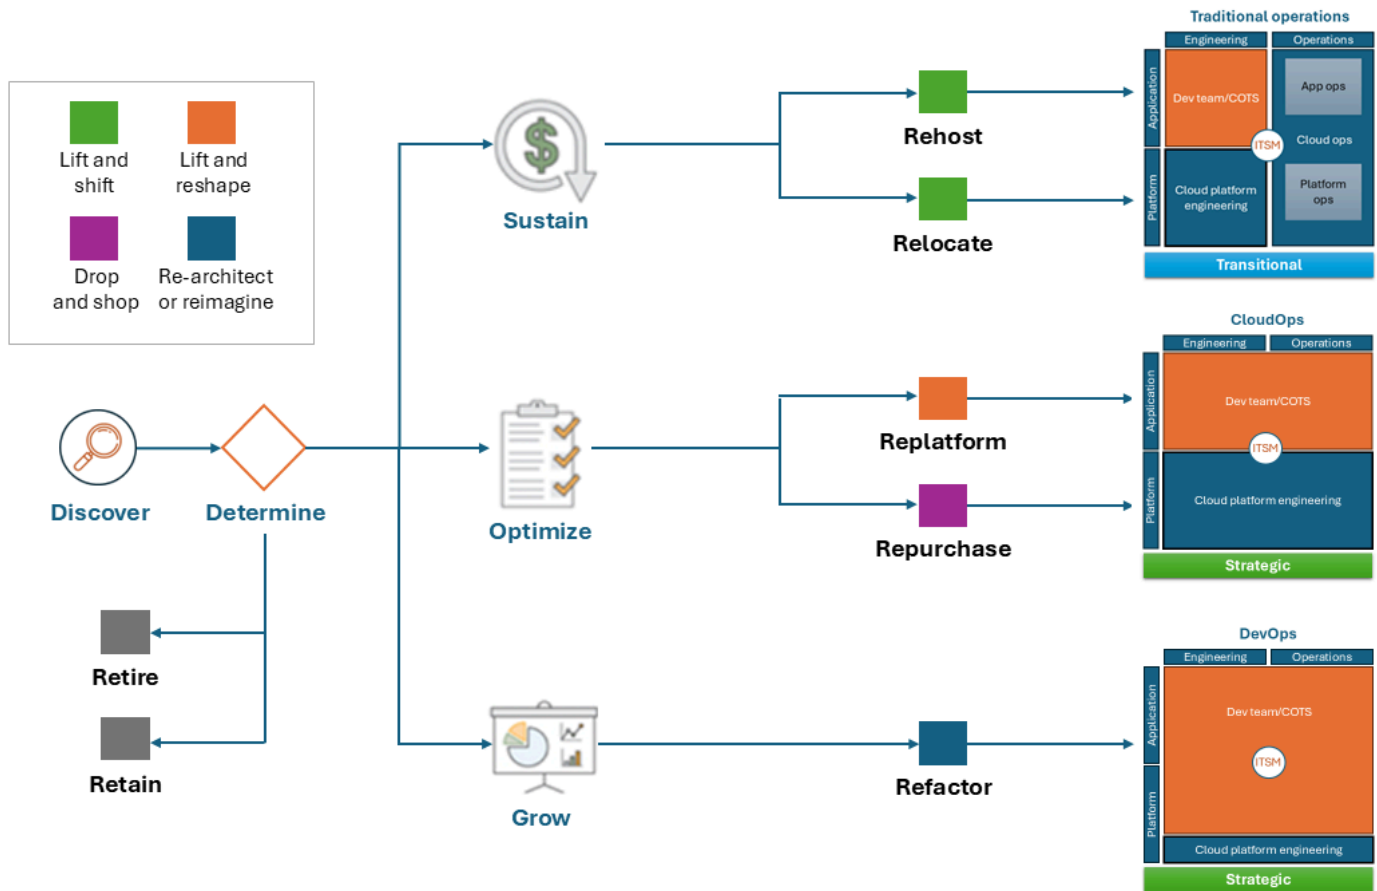 Traditional operations
Engineering
Operations
Application
Dev team/COTS
App ops
ITSM
Cloud ops
Platform
Cloud platform
engineering
Platform
ops
Transitional
Lift and
shift
Lift and
reshape
Drop
and shop
Re-architect
or reimagine
Sustain
$
Rehost
Relocate
CloudOps
Engineering
Operations
Application
Dev team/COTS
ITSM
Platform
Cloud platform engineering
Strategic
Discover
Determine
Optimize
Replatform
Repurchase
Retire
Retain
Grow
Refactor
DevOps
Engineering
Operations
Application
Dev team/COTS
ITSM
Platform
Cloud platform engineering
Strategic